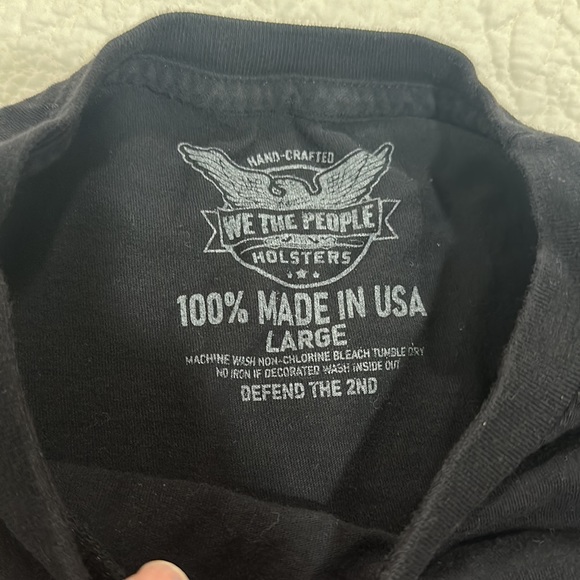 HAND-CRAFTED
WE THE PEOPLE
HOLSTERS
100% MADE IN USA
LARGE
MACHINE WASH NON-CHLORINE BLEACH TUMBLE DRY
NO IRON IF DECORATED WASH INSIDE OUT
DEFEND THE 2ND